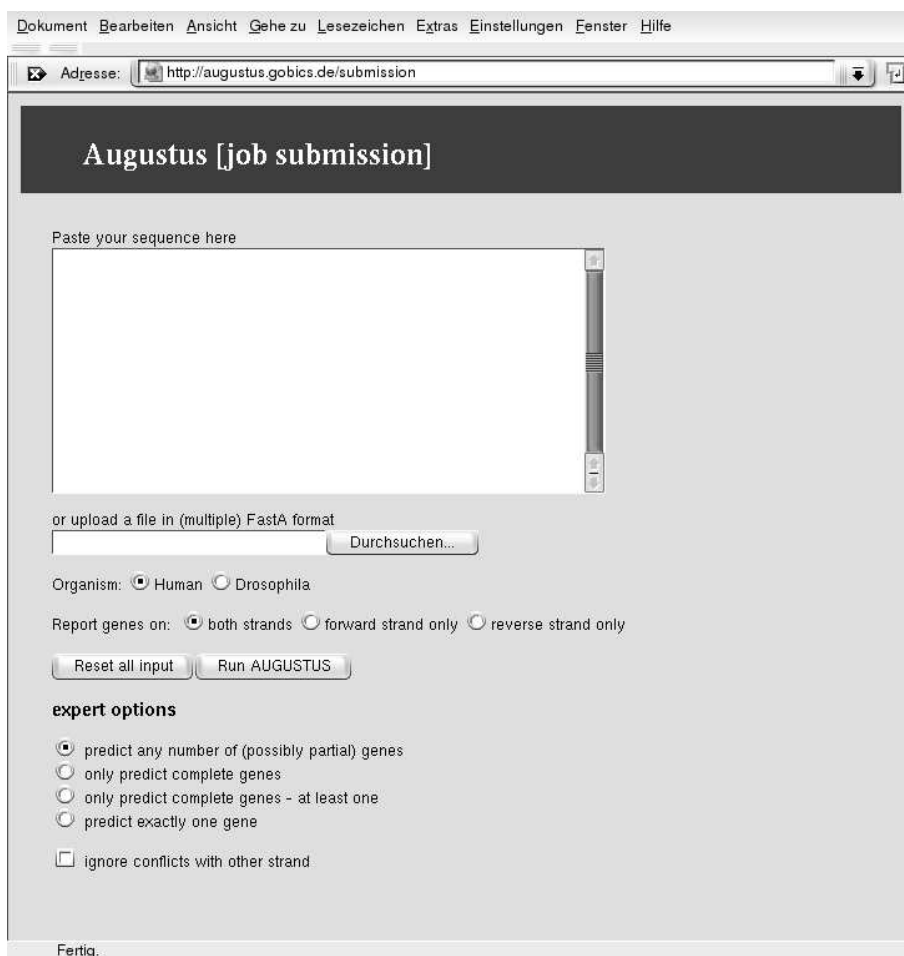 Dokument Bearbeiten Ansicht Gehe zu Lesezeichen Extras Einstellungen Fenster Hilfe
Adresse: http://augustus.gobics.de/submission
Augustus [job submission]
Paste your sequence here
or upload a file in (multiple) FastA format
Durchsuchen...
Organism: Human Drosophila
Report genes on: both strands forward strand only reverse strand only
Reset all input Run AUGUSTUS
expert options
predict any number of (possibly partial) genes
only predict complete genes
only predict complete genes - at least one
predict exactly one gene
ignore conflicts with other strand
Fertig.